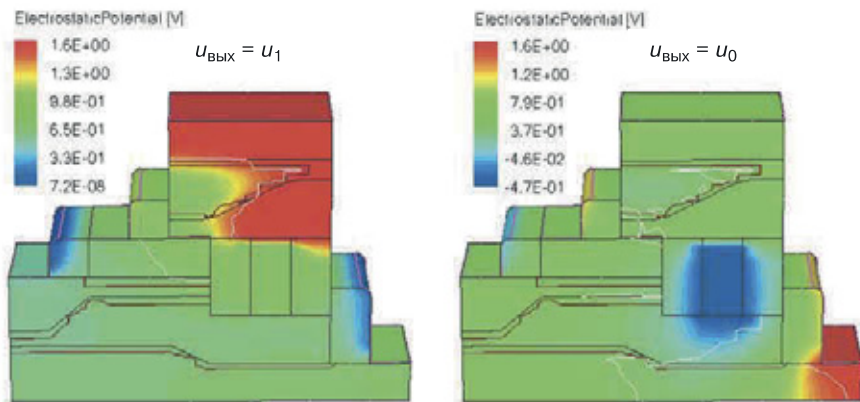 ElectrostaticPotential [V]
1.6E+00
1.3E+00
9.8E-01
6.5E-01
3.3E-01
7.2E-08
uвых = u1
ElectrostaticPotential [V]
1.6E+00
1.2E+00
7.9E-01
3.7E-01
-4.6E-02
-4.7E-01
uвых = u0